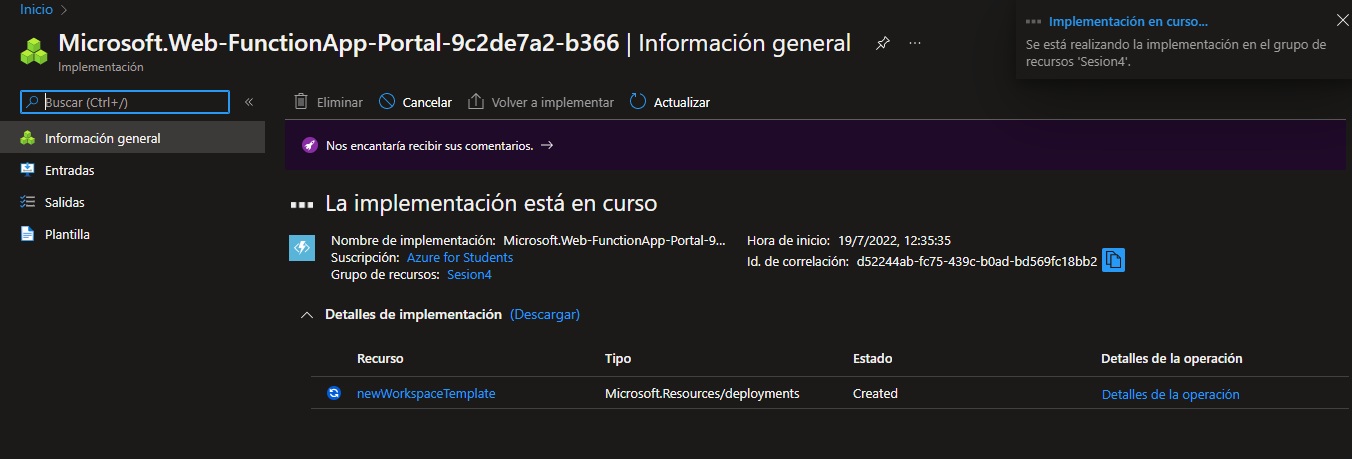 Inicio
Microsoft.Web-FunctionApp-Portal-9c2de7a2-b366 | Información general
Implementación
Implementación en curso...
Se está realizando la implementación en el grupo de
recursos 'Sesion4'.
Buscar (Ctrl+/)
Información general
Entradas
Salidas
Plantilla
Eliminar Cancelar Volver a implementar Actualizar
Nos encantaría recibir sus comentarios. →
La implementación está en curso
Nombre de implementación: Microsoft.Web-FunctionApp-Portal-9... Hora de inicio: 19/7/2022, 12:35:35
Suscripción: Azure for Students Id. de correlación: d52244ab-fc75-439c-b0ad-bd569fc18bb2
Grupo de recursos: Sesion4
Detalles de implementación (Descargar)
Recurso Tipo Estado Detalles de la operación
newWorkspaceTemplate Microsoft.Resources/deployments Created Detalles de la operación